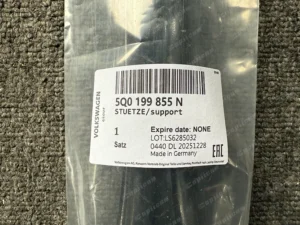 VOLKSWAGEN
5Q0 199 855 N
STUETZE/support
1
Expire date: NONE
LOT:LS6285032
Satz
0440 DL 20251228
Made in Germany
EAC